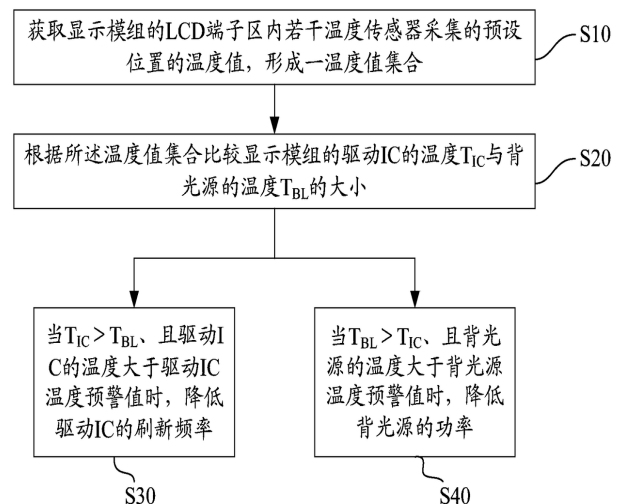 获取显示模组的LCD端子区内若干温度传感器采集的预设
位置的温度值，形成一温度值集合
S10
根据所述温度值集合比较显示模组的驱动IC的温度TIC与背
光源的温度TBL的大小
S20
当TIC＞TBL、且驱动I
C的温度大于驱动IC
温度预警值时，降低
驱动IC的刷新频率
S30
当TBL＞TIC、且背光
源的温度大于背光源
温度预警值时，降低
背光源的功率
S40